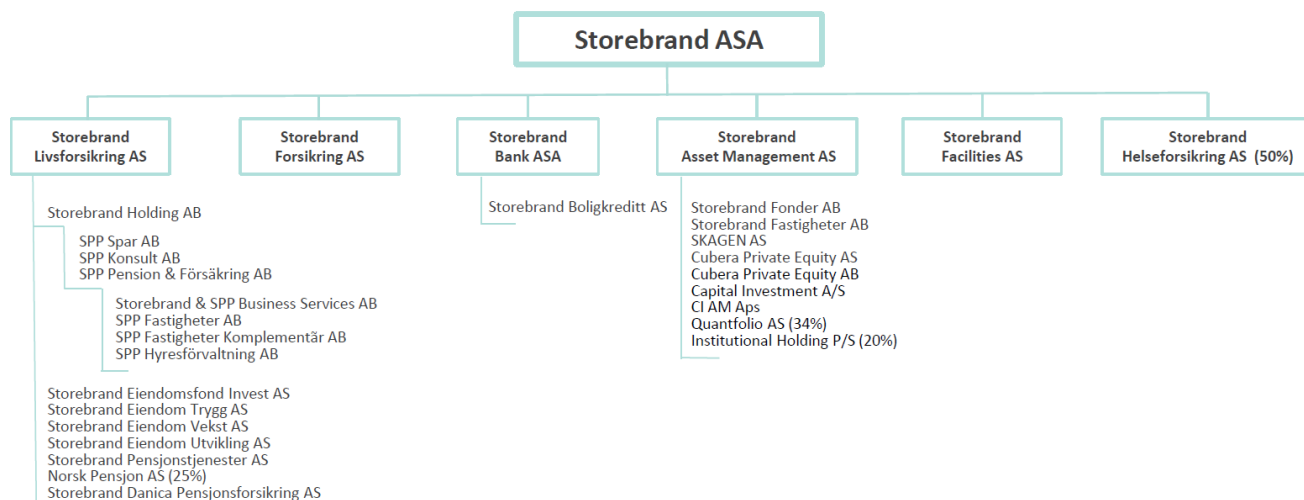 Storebrand ASA
Storebrand
Livsforsikring AS
Storebrand
Forsikring AS
Storebrand
Bank ASA
Storebrand
Asset Management AS
Storebrand
Facilities AS
Storebrand
Helseforsikring AS (50%)
Storebrand Holding AB
SPP Spar AB
SPP Konsult AB
SPP Pension & Försäkring AB
Storebrand & SPP Business Services AB
SPP Fastigheter AB
SPP Fastigheter Komplementär AB
SPP Hyresförvaltning AB
Storebrand Eiendomsfond Invest AS
Storebrand Eiendom Trygg AS
Storebrand Eiendom Vekst AS
Storebrand Eiendom Utvikling AS
Storebrand Pensjonstjenester AS
Norsk Pensjon AS (25%)
Storebrand Danica Pensjonsforsikring AS
Storebrand Boligkreditt AS
Storebrand Fonder AB
Storebrand Fastigheter AB
SKAGEN AS
Cubera Private Equity AS
Cubera Private Equity AB
Capital Investment A/S
CI AM Aps
Quantfolio AS (34%)
Institutional Holding P/S (20%)